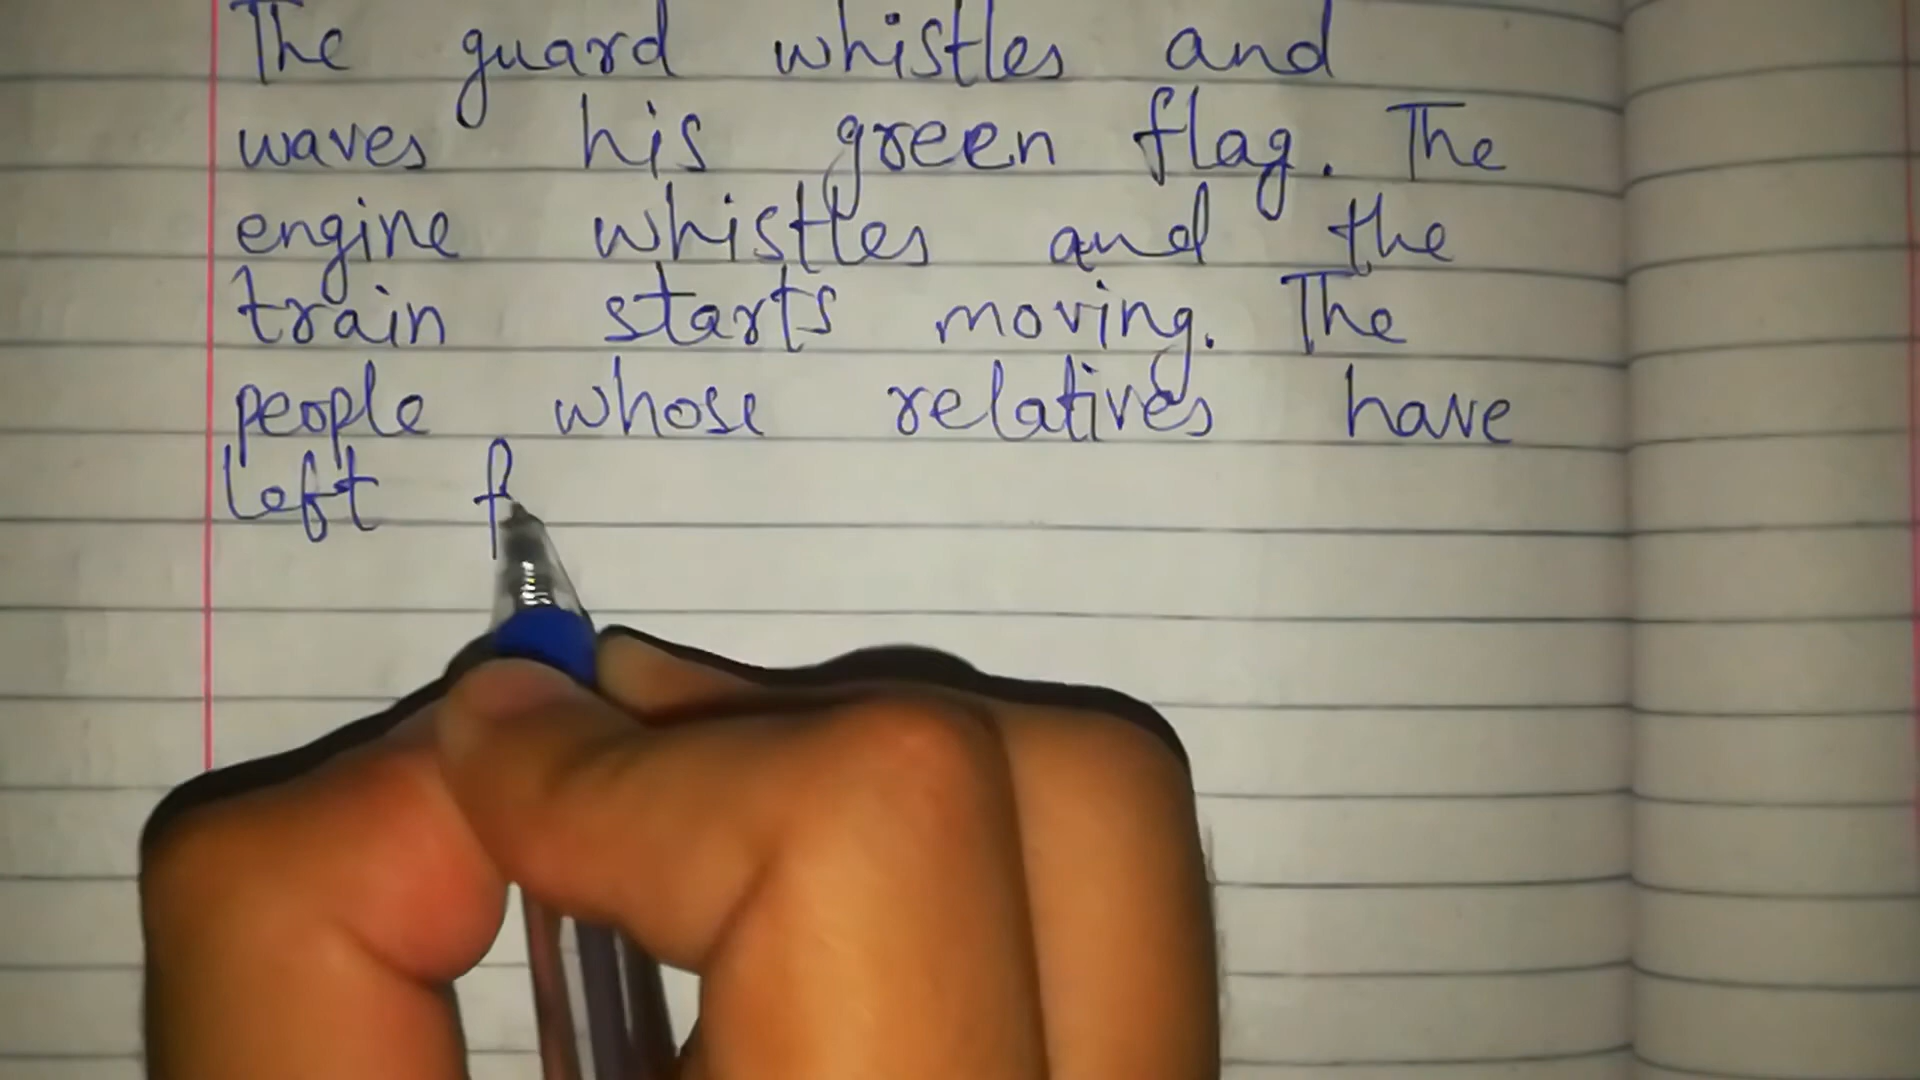 The guard whistles and
waves his green flag. The
engine whistles and the
train starts moving. The
people whose relatives have
left f